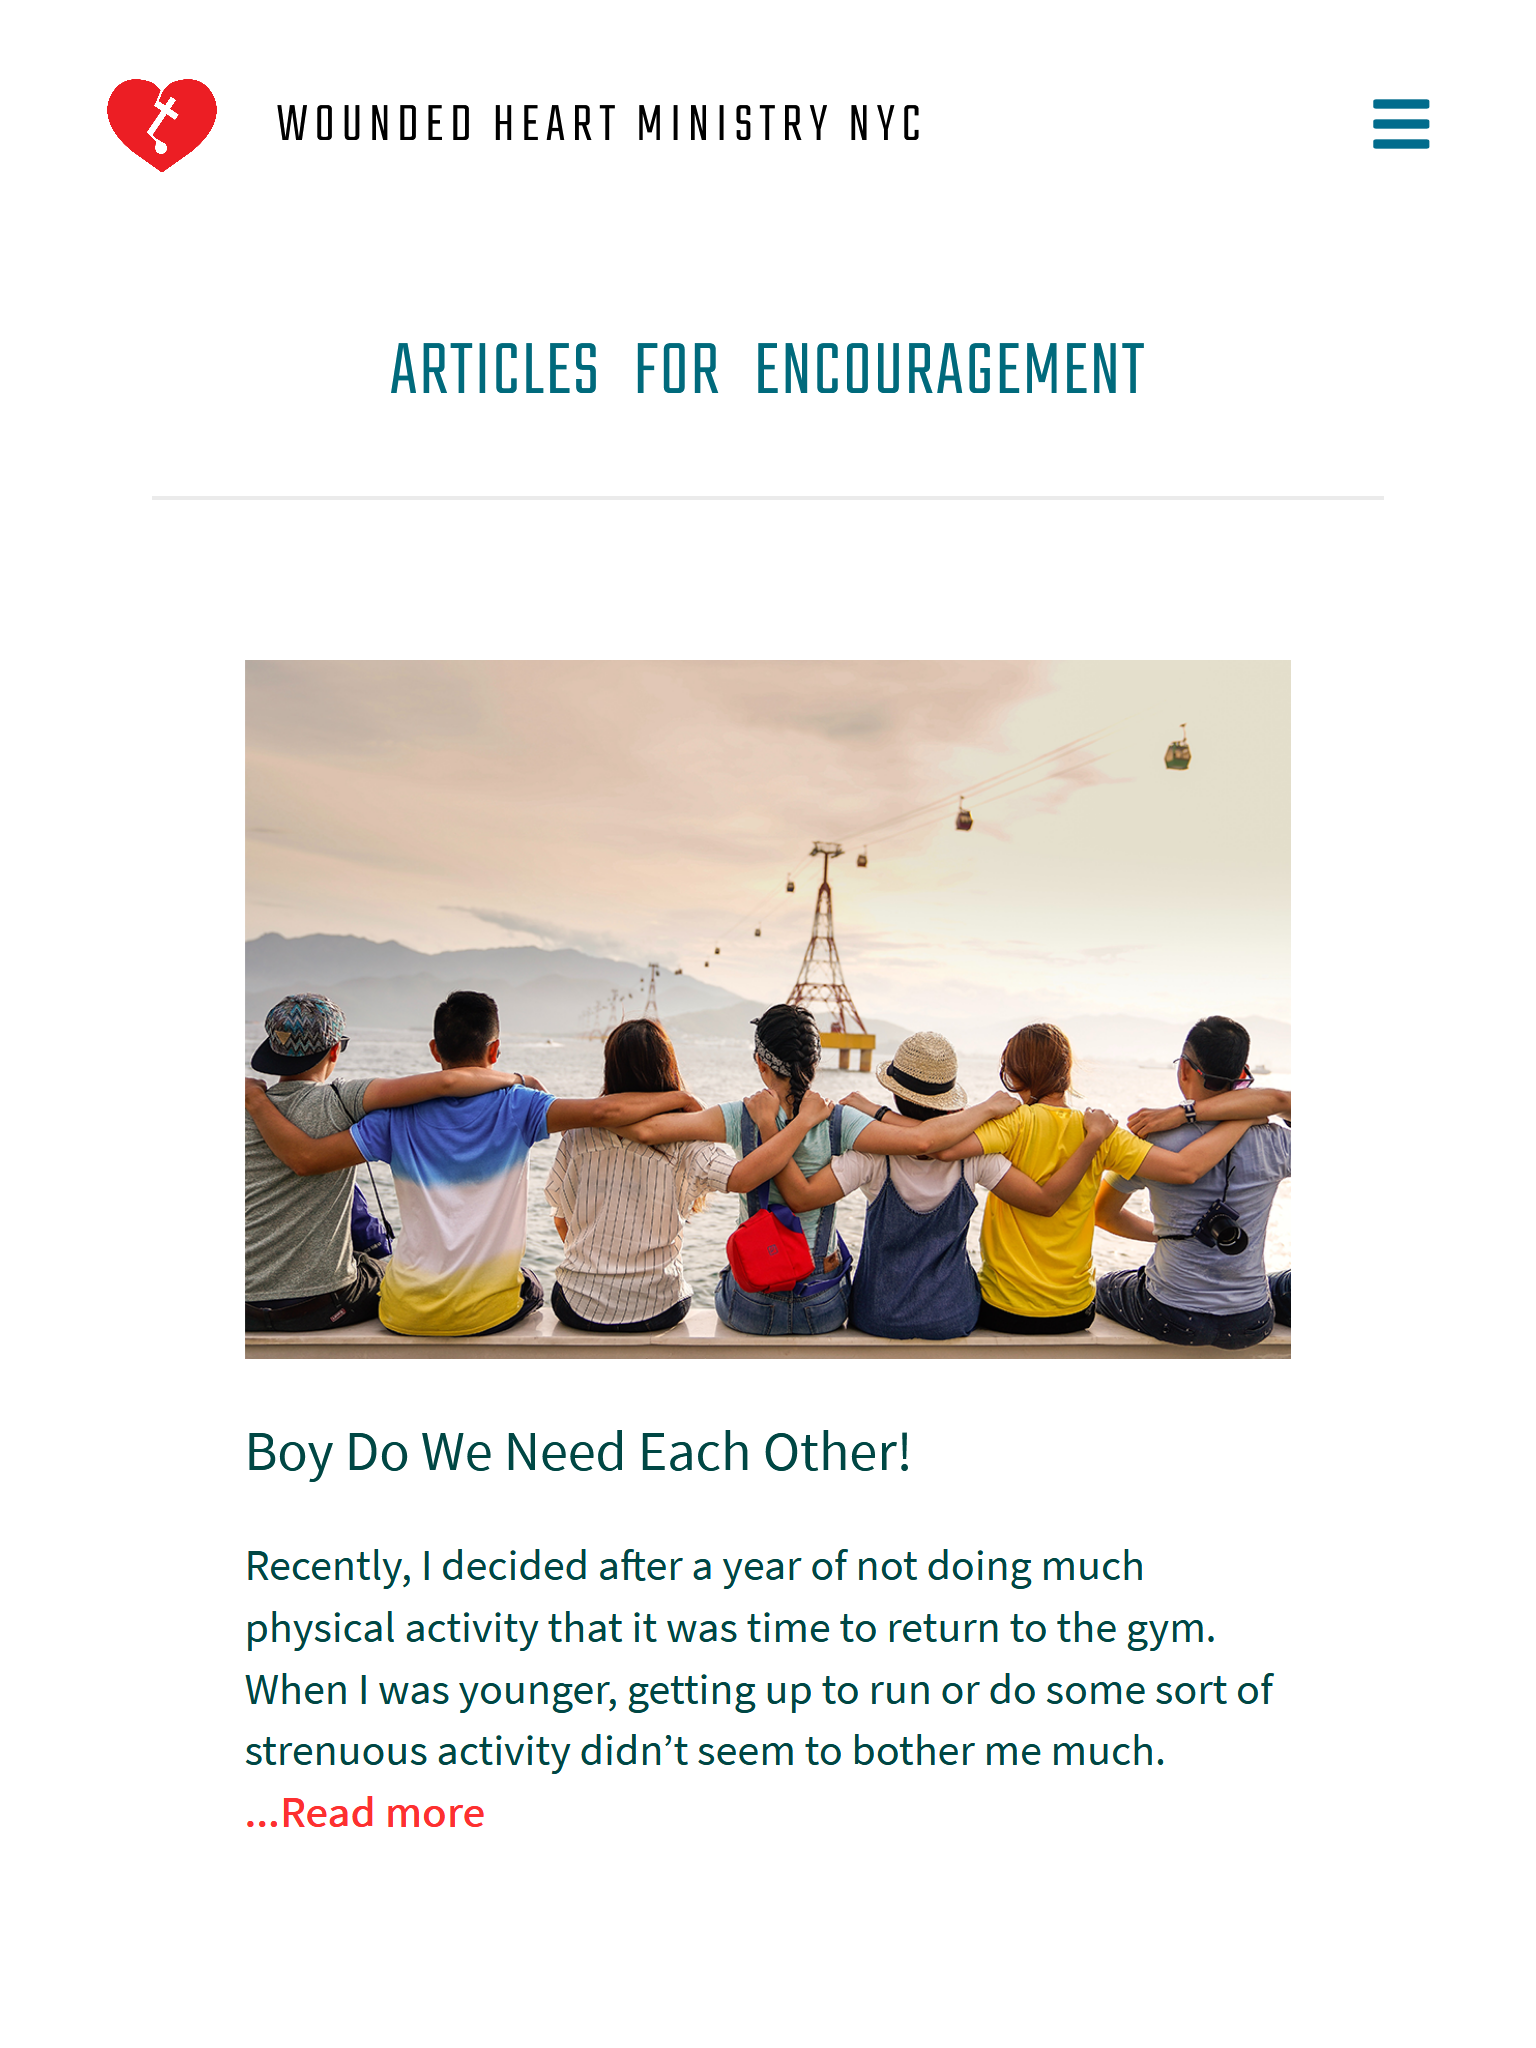 WOUNDED HEART MINISTRY NYC
ARTICLES FOR ENCOURAGEMENT
Boy Do We Need Each Other!
Recently, I decided after a year of not doing much
physical activity that it was time to return to the gym.
When I was younger, getting up to run or do some sort of
strenuous activity didn’t seem to bother me much.
...Read more